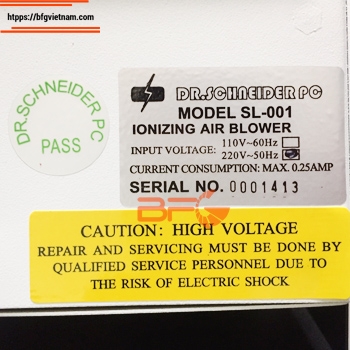 https://bfgvietnam.com
DR.SCHNEIDER PC
PASS
DR.SCHNEIDER PC
MODEL SL-001
IONIZING AIR BLOWER
INPUT VOLTAGE: 110V~60Hz
220V~50Hz
CURRENT CONSUMPTION: MAX. 0.25AMP
SERIAL NO. 0001413
BFG
CAUTION: HIGH VOLTAGE
REPAIR AND SERVICING MUST BE DONE BY
QUALIFIED SERVICE PERSONNEL DUE TO
THE RISK OF ELECTRIC SHOCK